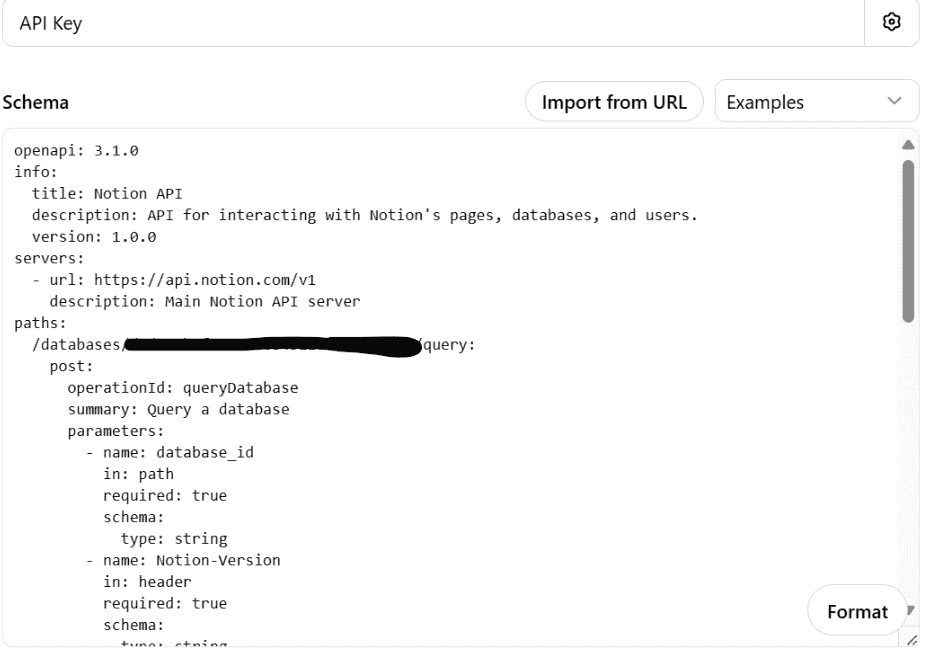 API Key
Schema
Import from URL
Examples
openapi: 3.1.0
info:
  title: Notion API
  description: API for interacting with Notion's pages, databases, and users.
  version: 1.0.0
servers:
  - url: https://api.notion.com/v1
    description: Main Notion API server
paths:
  /databases/ /query:
    post:
      operationId: queryDatabase
      summary: Query a database
      parameters:
        - name: database_id
          in: path
          required: true
          schema:
            type: string
        - name: Notion-Version
          in: header
          required: true
          schema:
            type: string
Format